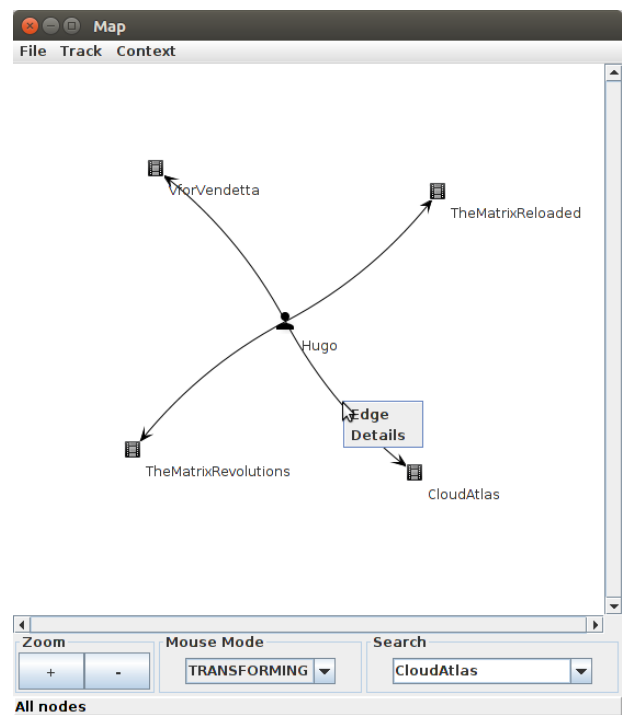 Map
File Track Context
VforVendetta
TheMatrixReloaded
Hugo
Edge
Details
TheMatrixRevolutions
CloudAtlas
Zoom
Mouse Mode
Search
+
-
TRANSFORMING
CloudAtlas
All nodes